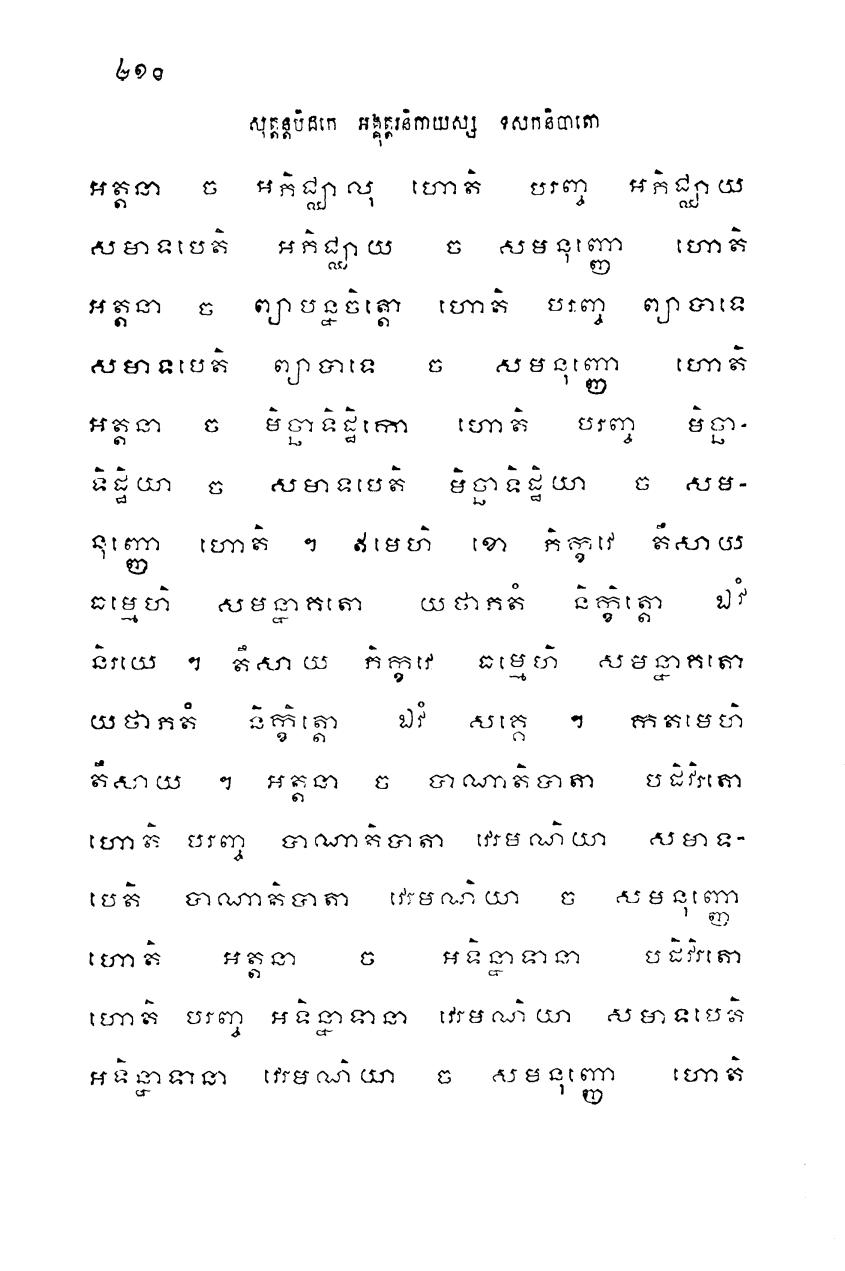 ៤១០
សុត្តន្តបិដកេ អង្គុត្តរនិកាយស្ស ទសកនិបាតោ
អត្តនា ច អភិជ្ឈាលុ ហោតិ បរញ្ច អភិជ្ឈាយ
សមាទបេតិ អភិជ្ឈាយ ច សមនុញ្ញោ ហោតិ
អត្តនា ច ព្យាបន្នចិត្តោ ហោតិ បរញ្ច ព្យាបាទេ
សមាទបេតិ ព្យាបាទេ ច សមនុញ្ញោ ហោតិ
អត្តនា ច មិច្ឆាទិដ្ឋិកោ ហោតិ បរញ្ច មិច្ឆា-
ទិដ្ឋិយា ច សមាទបេតិ មិច្ឆាទិដ្ឋិយា ច សម-
នុញ្ញោ ហោតិ ។ ឥមេហិ ខោ ភិក្ខវេ តឹសាយ
ធម្មេហិ សមន្នាគតោ យថាភតំ និក្ខិត្តោ ឯវំ
និរយេ ។ តឹសាយ ភិក្ខវេ ធម្មេហិ សមន្នាគតោ
យថាភតំ និក្ខិត្តោ ឯវំ សគ្គេ ។ កតមេហិ
តឹសាយ ។ អត្តនា ច បាណាតិបាតា បដិវិរតោ
ហោតិ បរញ្ច បាណាតិបាតា វេរមណិយា សមាទ-
បេតិ បាណាតិបាតា វេរមណិយា ច សមនុញ្ញោ
ហោតិ អត្តនា ច អទិន្នាទានា បដិវិរតោ
ហោតិ បរញ្ច អទិន្នាទានា វេរមណិយា សមាទបេតិ
អទិន្នាទានា វេរមណិយា ច សមនុញ្ញោ ហោតិ